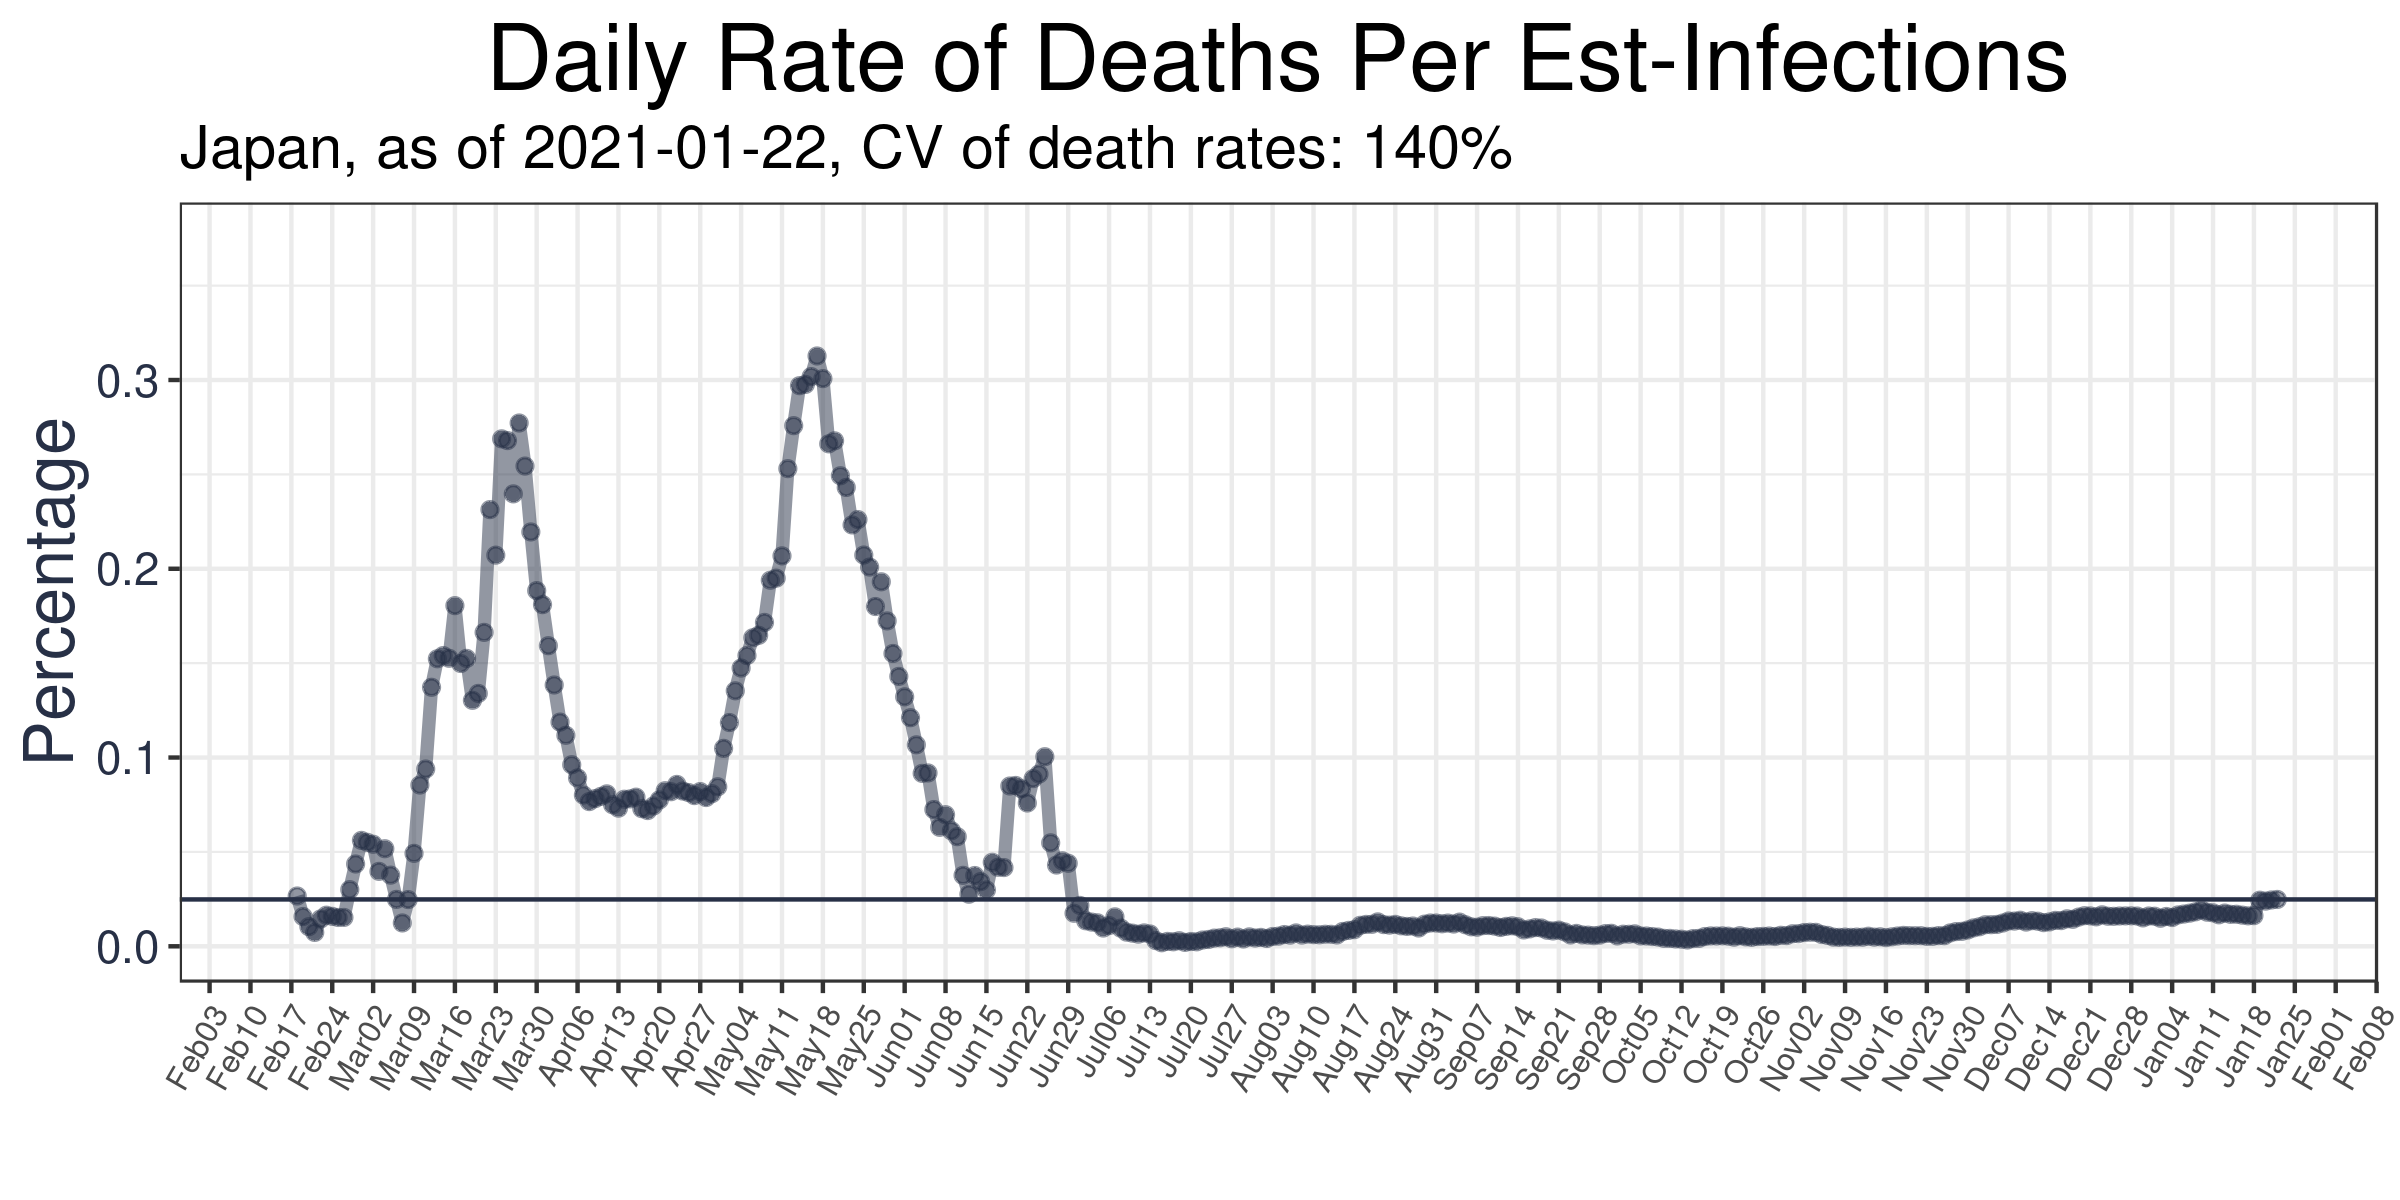 Daily Rate of Deaths Per Est-Infections
Japan, as of 2021-01-22, CV of death rates: 140%
Percentage
0.3
0.2
0.1
0.0
Feb03
Feb10
Feb17
Feb24
Mar02
Mar09
Mar16
Mar23
Mar30
Apr06
Apr13
Apr20
Apr27
May04
May11
May18
May25
Jun01
Jun08
Jun15
Jun22
Jun29
Jul06
Jul13
Jul20
Jul27
Aug03
Aug10
Aug17
Aug24
Aug31
Sep07
Sep14
Sep21
Sep28
Oct05
Oct12
Oct19
Oct26
Nov02
Nov09
Nov16
Nov23
Nov30
Dec07
Dec14
Dec21
Dec28
Jan04
Jan11
Jan18
Jan25
Feb01
Feb08